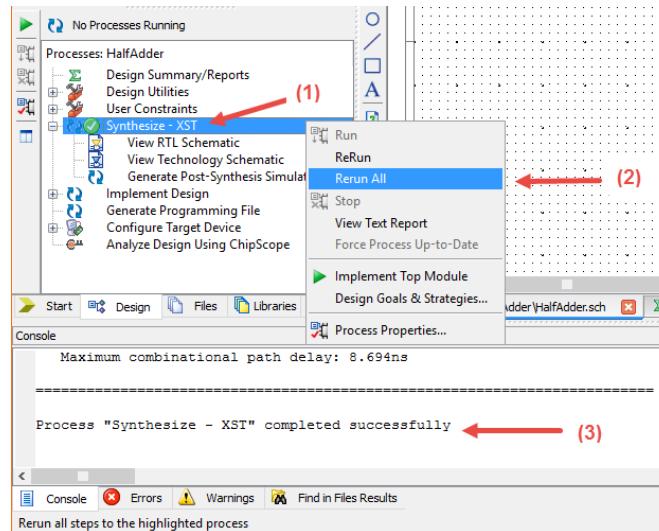 No Processes Running
Processes: HalfAdder
Design Summary/Reports
Design Utilities
User Constraints
(1)
Synthesize - XST
View RTL Schematic
View Technology Schematic
Generate Post-Synthesis Simulat
Implement Design
Generate Programming File
Configure Target Device
Analyze Design Using ChipScope
A
Run
ReRun
Rerun All
(2)
Stop
View Text Report
Force Process Up-to-Date
Implement Top Module
Design Goals & Strategies...
Process Properties...
Start Design Files Libraries
dder\HalfAdder.sch
Console
Maximum combinational path delay: 8.694ns
=========================================================================
Process "Synthesize - XST" completed successfully
(3)
Console Errors Warnings Find in Files Results
Rerun all steps to the highlighted process